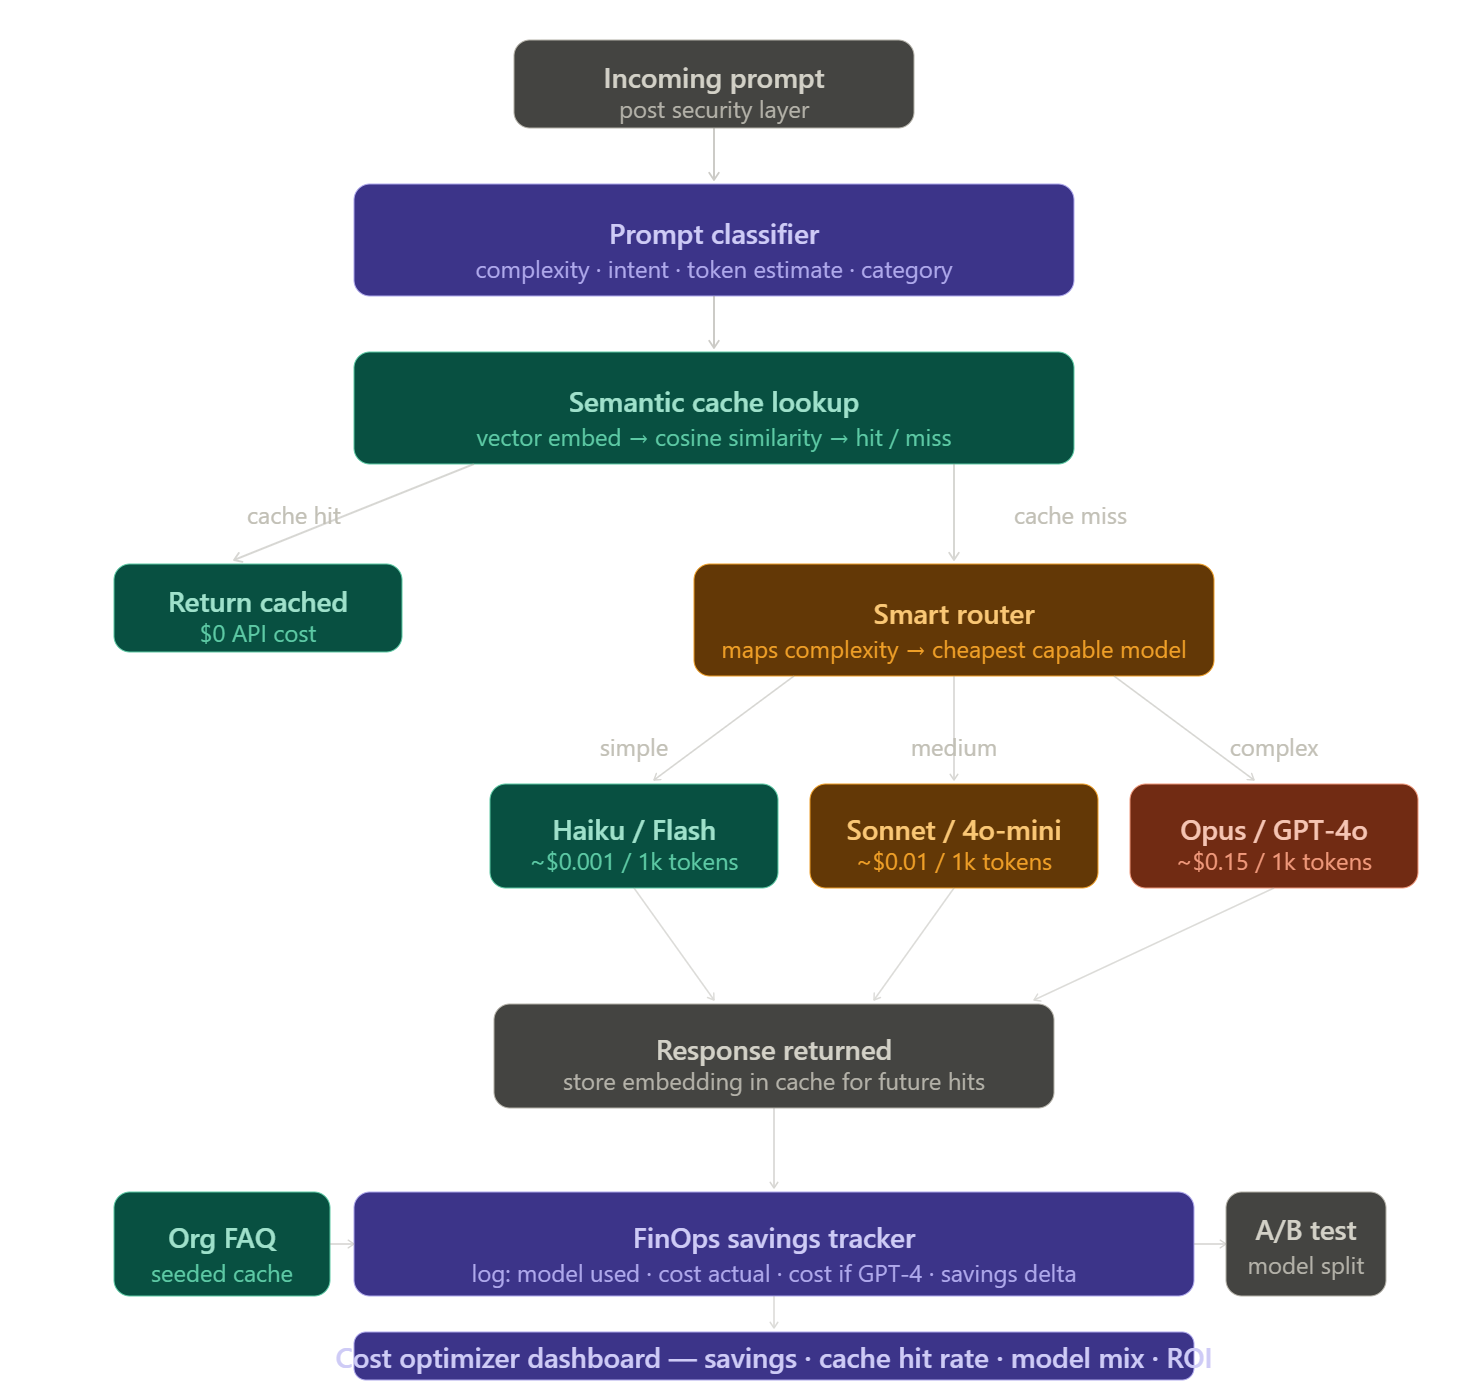 Incoming prompt
post security layer
Prompt classifier
complexity · intent · token estimate · category
Semantic cache lookup
vector embed → cosine similarity → hit / miss
cache hit
cache miss
Return cached
$0 API cost
Smart router
maps complexity → cheapest capable model
simple
medium
complex
Haiku / Flash
~$0.001 / 1k tokens
Sonnet / 4o-mini
~$0.01 / 1k tokens
Opus / GPT-4o
~$0.15 / 1k tokens
Response returned
store embedding in cache for future hits
Org FAQ
seeded cache
FinOps savings tracker
log: model used · cost actual · cost if GPT-4 · savings delta
A/B test
model split
Cost optimizer dashboard — savings · cache hit rate · model mix · ROI